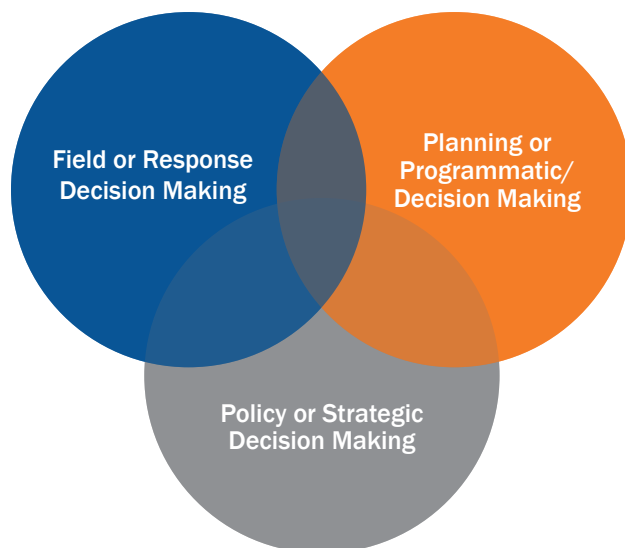 Field or Response
Decision Making
Planning or
Programmatic/
Decision Making
Policy or Strategic
Decision Making